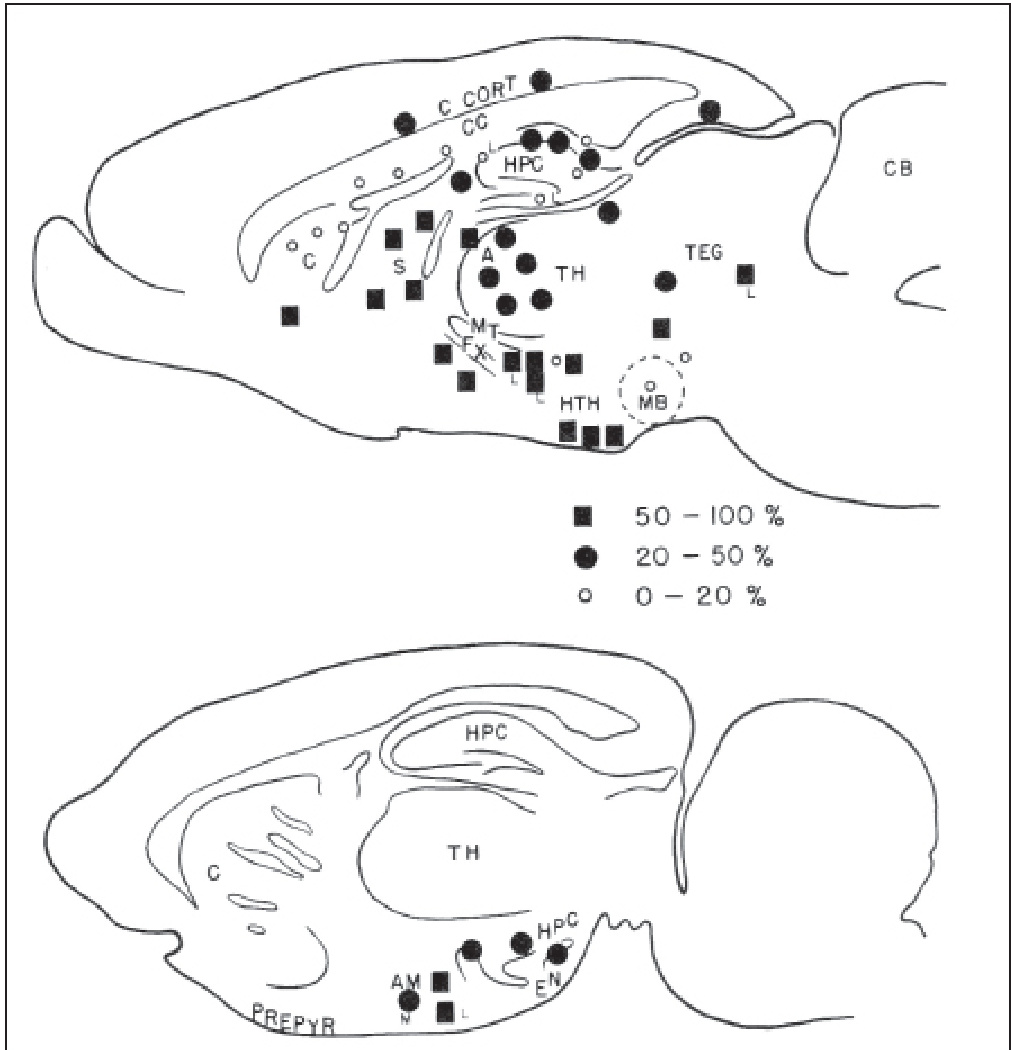 C CORT
CC
L
HPC
CB
L
C
S
A
TH
TEG
L
MT
FX
L
L
HTH
MB
50 – 100 %
20 – 50 %
0 – 20 %
HPC
TH
C
HPC
AM
EN
M
L
PREPYR